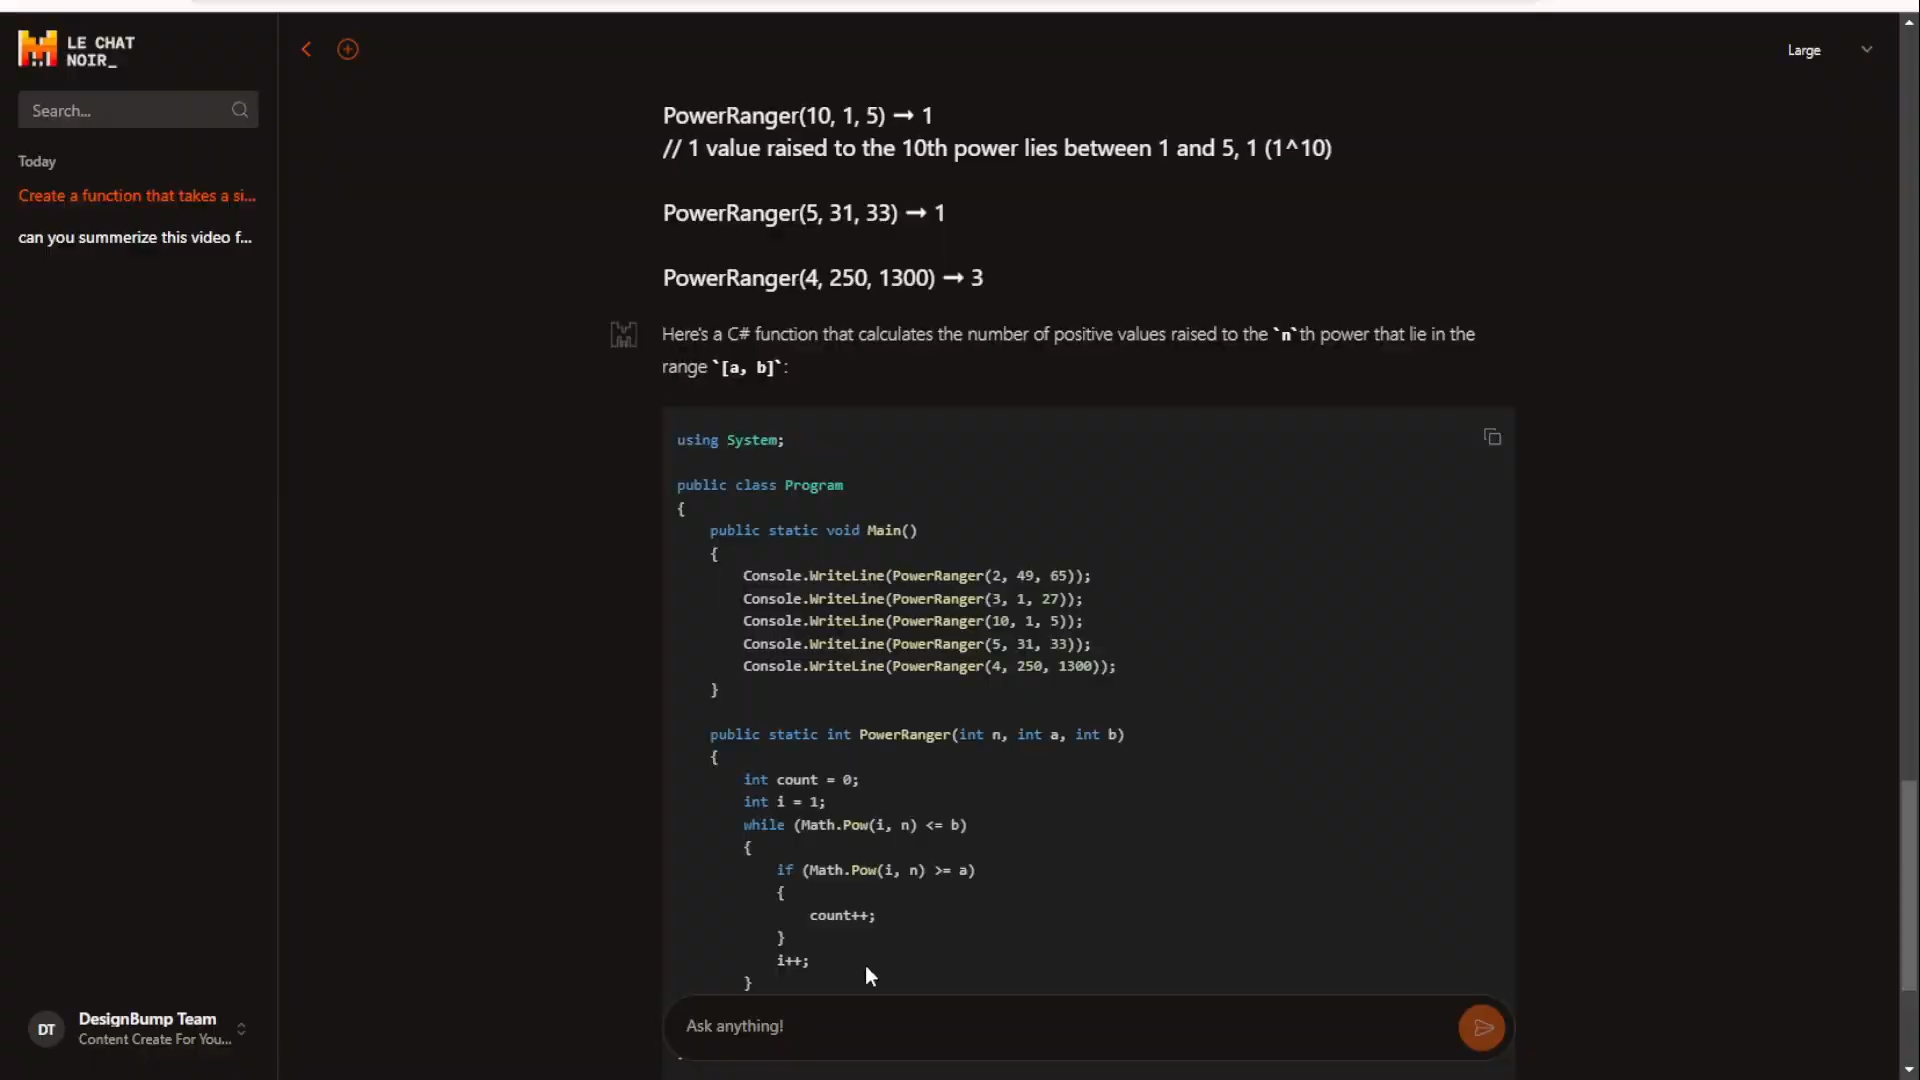 LE CHAT
NOIR_
Search...
Today
Create a function that takes a si...
can you summerize this video f...
DT
DesignBump Team
Content Create For You...
Large
PowerRanger(10, 1, 5) ➞ 1
// 1 value raised to the 10th power lies between 1 and 5, 1 (1^10)
PowerRanger(5, 31, 33) ➞ 1
PowerRanger(4, 250, 1300) ➞ 3
Here's a C# function that calculates the number of positive values raised to the `n`th power that lie in the
range `[a, b]`:
using System;
public class Program
{
    public static void Main()
    {
        Console.WriteLine(PowerRanger(2, 49, 65));
        Console.WriteLine(PowerRanger(3, 1, 27));
        Console.WriteLine(PowerRanger(10, 1, 5));
        Console.WriteLine(PowerRanger(5, 31, 33));
        Console.WriteLine(PowerRanger(4, 250, 1300));
    }
    public static int PowerRanger(int n, int a, int b)
    {
        int count = 0;
        int i = 1;
        while (Math.Pow(i, n) <= b)
        {
            if (Math.Pow(i, n) >= a)
            {
                count++;
            }
            i++;
        }
Ask anything!